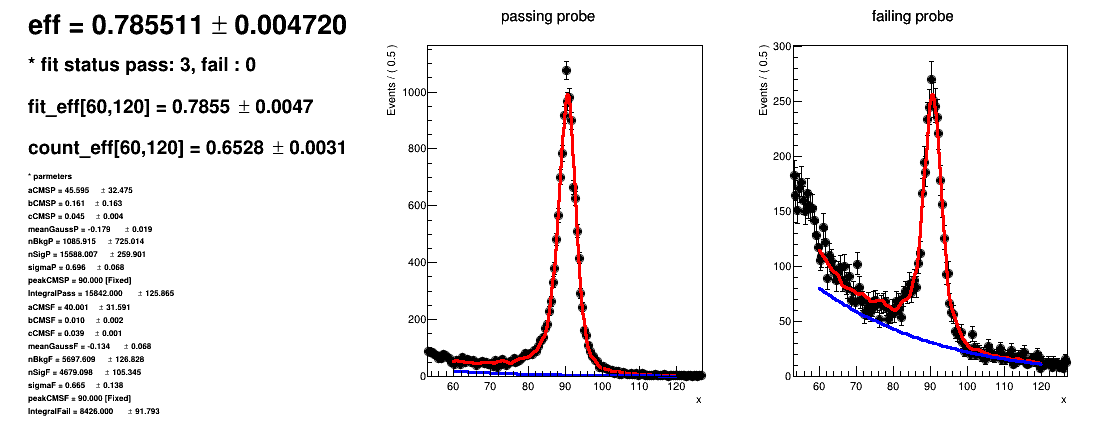 eff = 0.785511 ± 0.004720
* fit status pass: 3, fail : 0
fit_eff[60,120] = 0.7855 ± 0.0047
count_eff[60,120] = 0.6528 ± 0.0031
* parmeters
aCMSP = 45.595 ± 32.475
bCMSP = 0.161 ± 0.163
cCMSP = 0.045 ± 0.004
meanGaussP = -0.179 ± 0.019
nBkgP = 1085.915 ± 725.014
nSigP = 15588.007 ± 259.901
sigmaP = 0.696 ± 0.068
peakCMSP = 90.000 [Fixed]
IntegralPass = 15842.000 ± 125.865
aCMSF = 40.001 ± 31.591
bCMSF = 0.010 ± 0.002
cCMSF = 0.039 ± 0.001
meanGaussF = -0.134 ± 0.068
nBkgF = 5697.609 ± 126.828
nSigF = 4679.098 ± 105.345
sigmaF = 0.665 ± 0.138
peakCMSF = 90.000 [Fixed]
IntegralFail = 8426.000 ± 91.793
passing probe
Events / ( 0.5 )
1000
800
600
400
200
0
60 70 80 90 100 110 120
x
failing probe
Events / ( 0.5 )
300
250
200
150
100
50
0
60 70 80 90 100 110 120
x